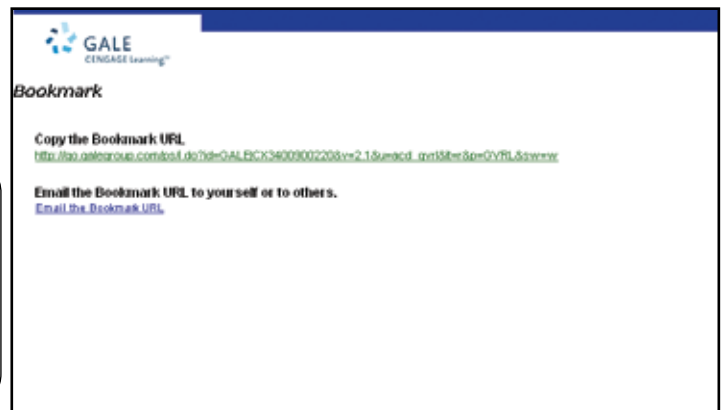 GALE
CENGAGE Learning™
Bookmark
Copy the Bookmark URL
Email the Bookmark URL to yourself or to others.
Email the Bookmark URL